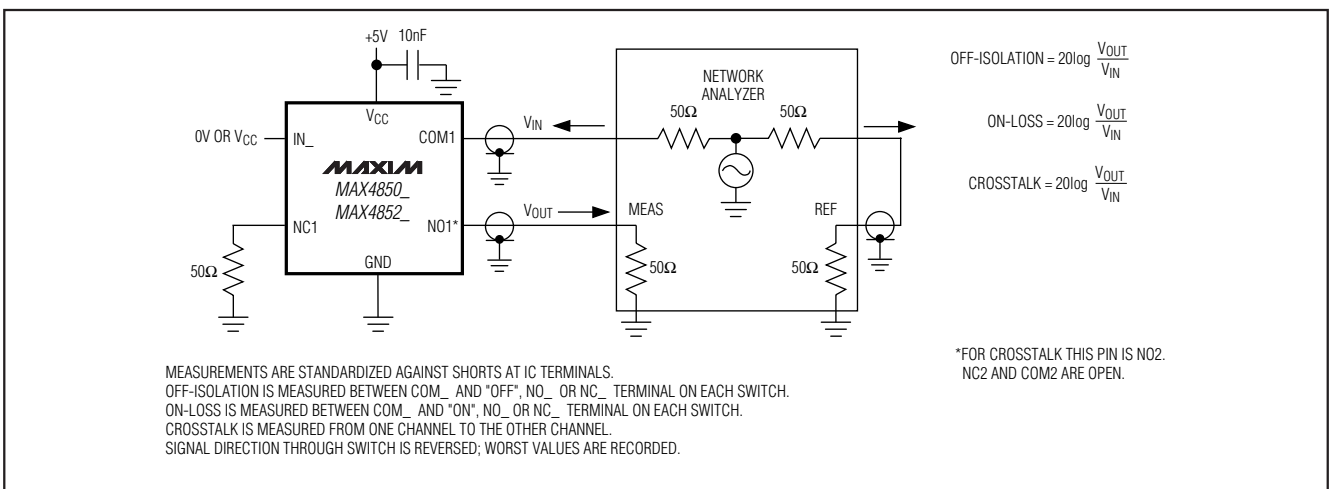 +5V 10nF
VCC
0V OR VCC
IN_
COM1
MAXIM
MAX4850_
MAX4852_
NC1
NO1*
GND
50Ω
VIN
VOUT
NETWORK
ANALYZER
50Ω 50Ω
MEAS REF
50Ω 50Ω
OFF-ISOLATION = 20log VOUT
VIN
ON-LOSS = 20log VOUT
VIN
CROSSTALK = 20log VOUT
VIN
*FOR CROSSTALK THIS PIN IS NO2.
NC2 AND COM2 ARE OPEN.
MEASUREMENTS ARE STANDARDIZED AGAINST SHORTS AT IC TERMINALS.
OFF-ISOLATION IS MEASURED BETWEEN COM_ AND "OFF", NO_ OR NC_ TERMINAL ON EACH SWITCH.
ON-LOSS IS MEASURED BETWEEN COM_ AND "ON", NO_ OR NC_ TERMINAL ON EACH SWITCH.
CROSSTALK IS MEASURED FROM ONE CHANNEL TO THE OTHER CHANNEL.
SIGNAL DIRECTION THROUGH SWITCH IS REVERSED; WORST VALUES ARE RECORDED.